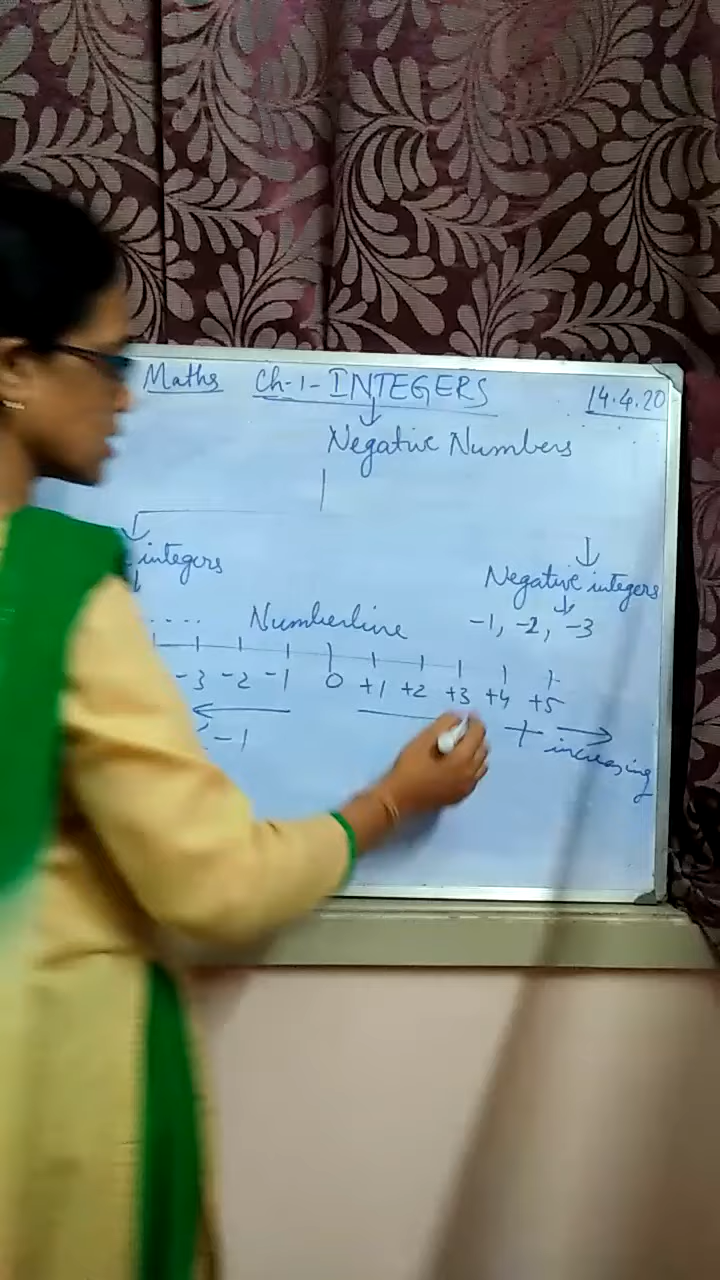 Maths Ch-1- INTEGERS 14.4.20
Negative Numbers
integers
Negative integers
.... Numberline -1, -2, -3
-3 -2 -1 0 +1 +2 +3 +4 +5
-1 + increasing